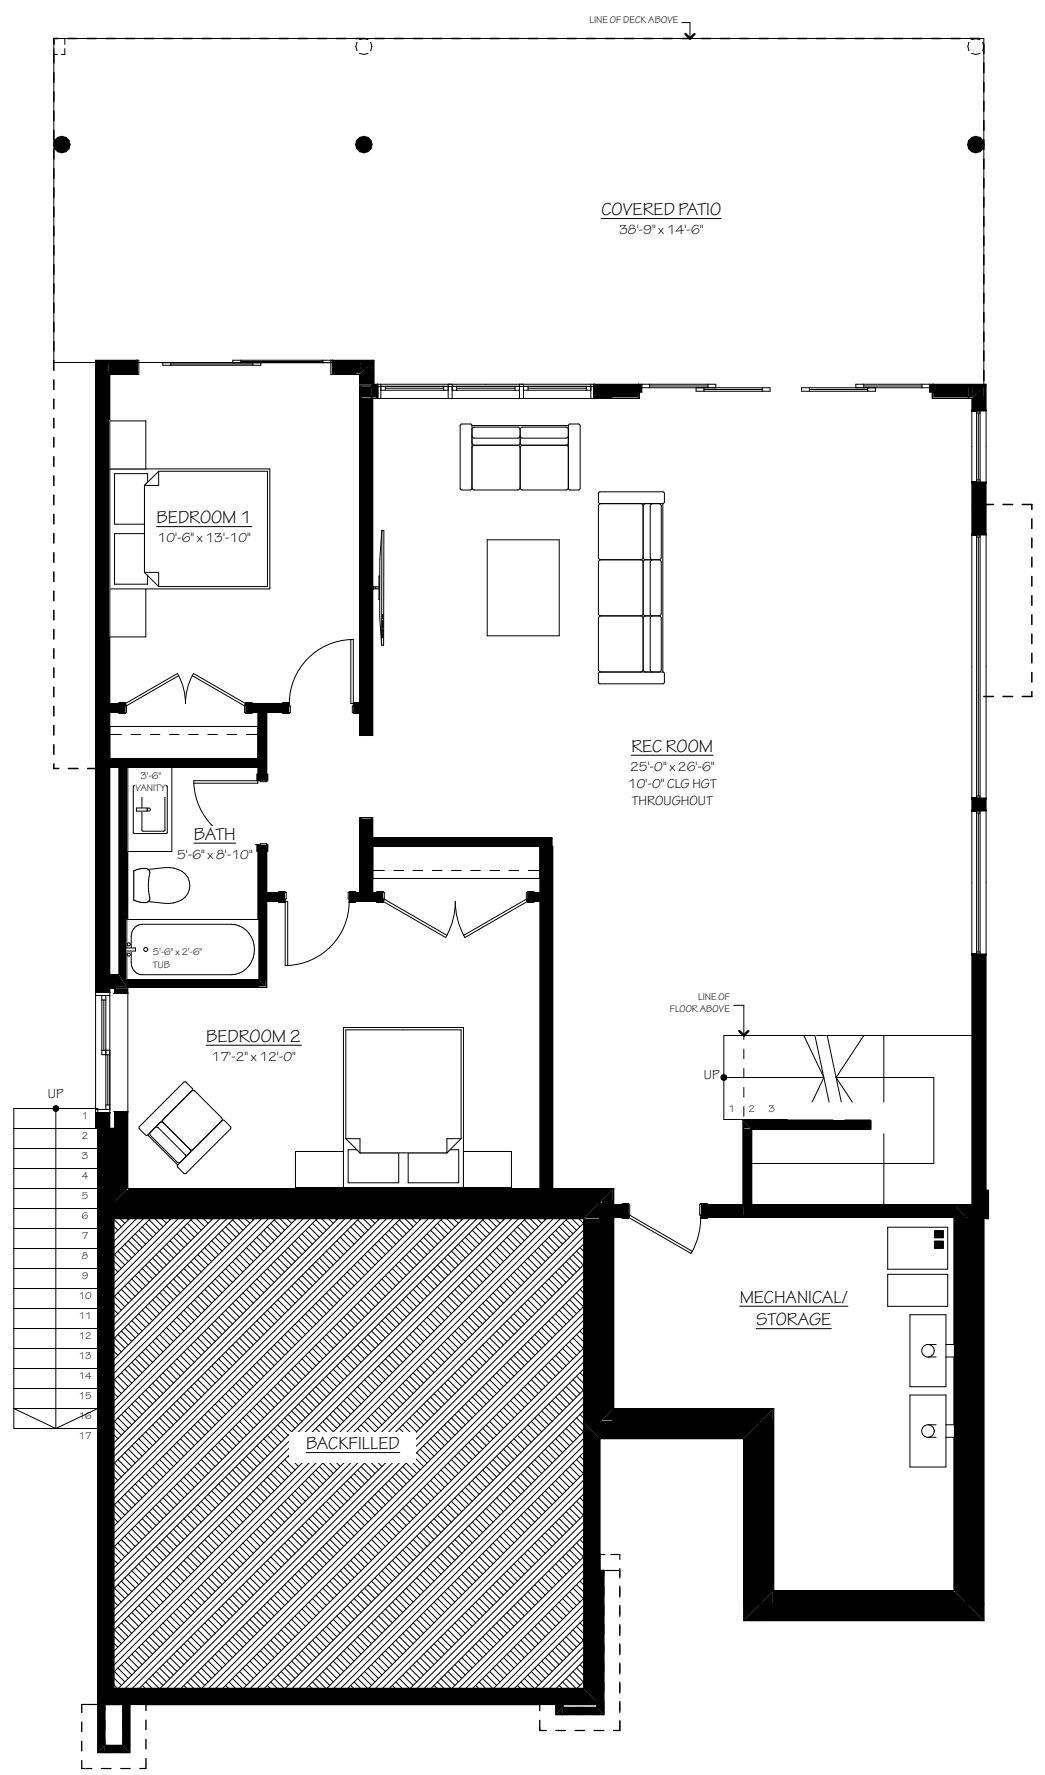 LINE OF DECK ABOVE
COVERED PATIO
38'-9" x 14'-6"
BEDROOM 1
10'-6" x 13'-10"
REC ROOM
25'-0" x 26'-6"
10'-0" CLG HGT
THROUGHOUT
3'-6"
VANITY
BATH
5'-6" x 8'-10"
5'-6" x 2'-6"
TUB
LINE OF
FLOOR ABOVE
BEDROOM 2
17'-2" x 12'-0"
UP
1 2 3
UP
1
2
3
4
5
6
7
8
9
10
11
12
13
14
15
16
17
MECHANICAL/
STORAGE
BACKFILLED